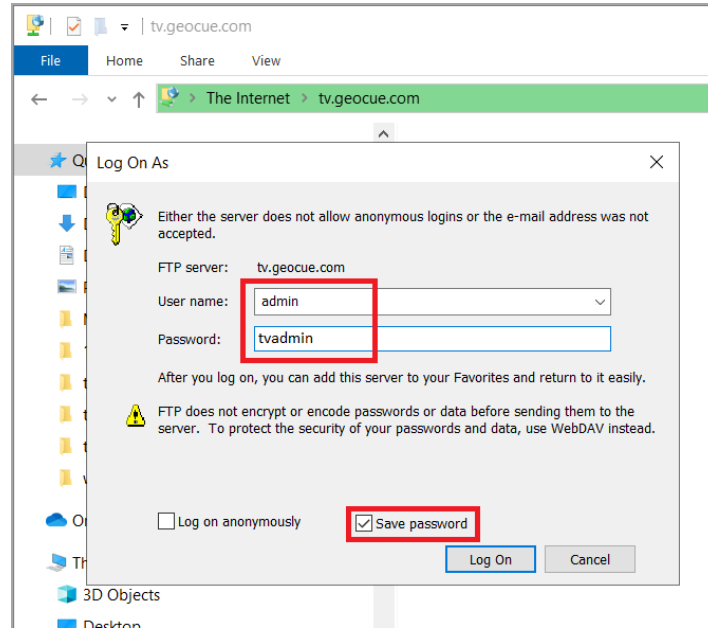 tv.geocue.com
File Home Share View
The Internet > tv.geocue.com
Log On As
Either the server does not allow anonymous logins or the e-mail address was not
accepted.
FTP server: tv.geocue.com
User name: admin
Password: tvadmin
After you log on, you can add this server to your Favorites and return to it easily.
FTP does not encrypt or encode passwords or data before sending them to the
server. To protect the security of your passwords and data, use WebDAV instead.
Log on anonymously Save password
Log On Cancel
3D Objects
Desktop